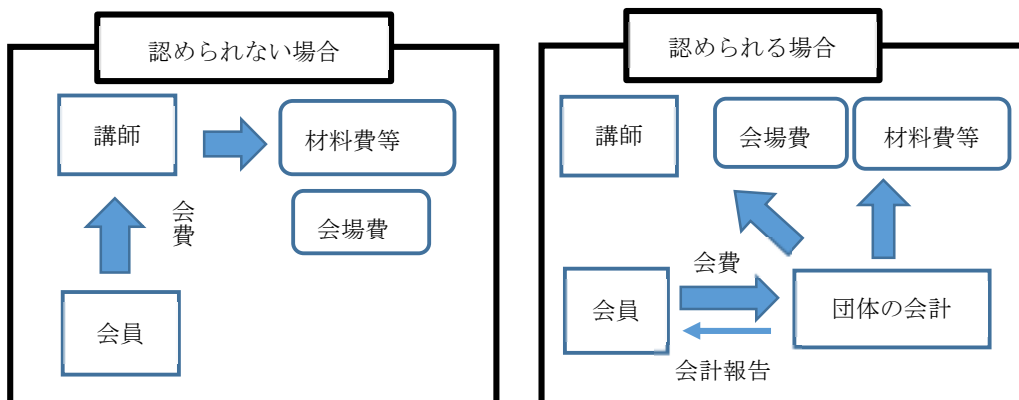 認められない場合
講師
材料費等
会費
会場費
会員
認められる場合
講師
会場費
材料費等
会費
会員
団体の会計
会計報告